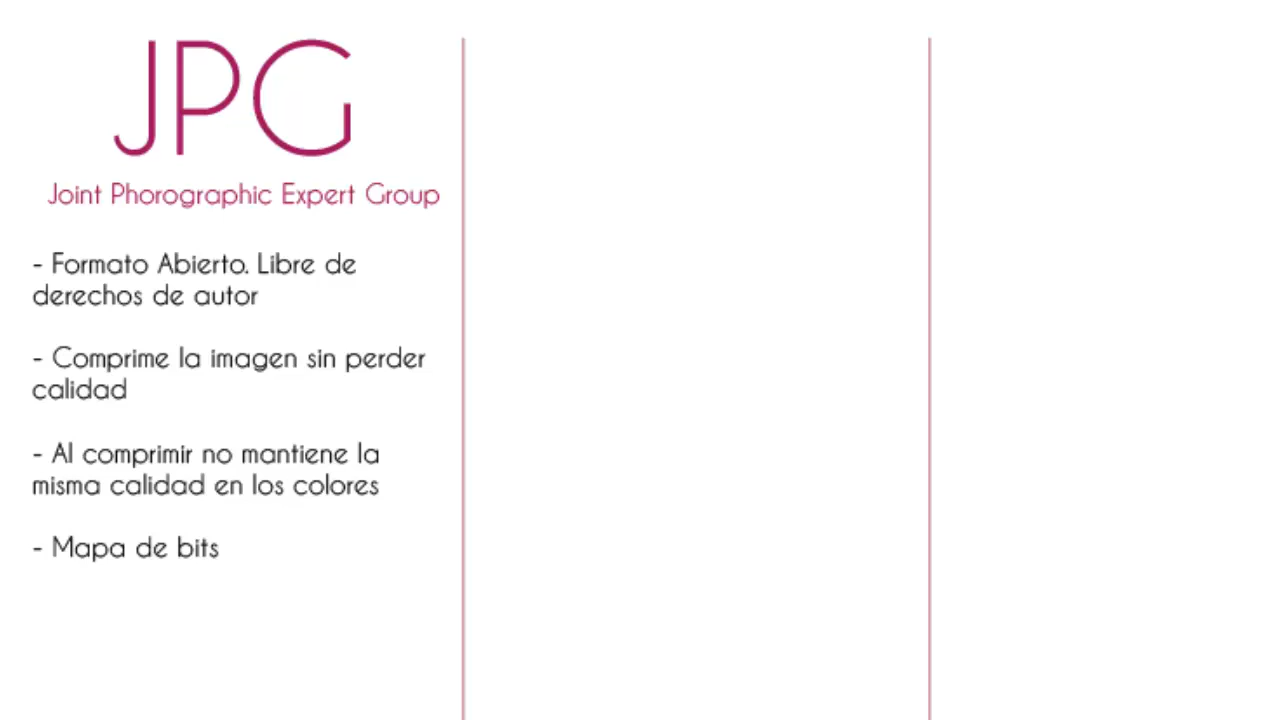 JPG
Joint Phorographic Expert Group
- Formato Abierto. Libre de
derechos de autor
- Comprime la imagen sin perder
calidad
- Al comprimir no mantiene la
misma calidad en los colores
- Mapa de bits